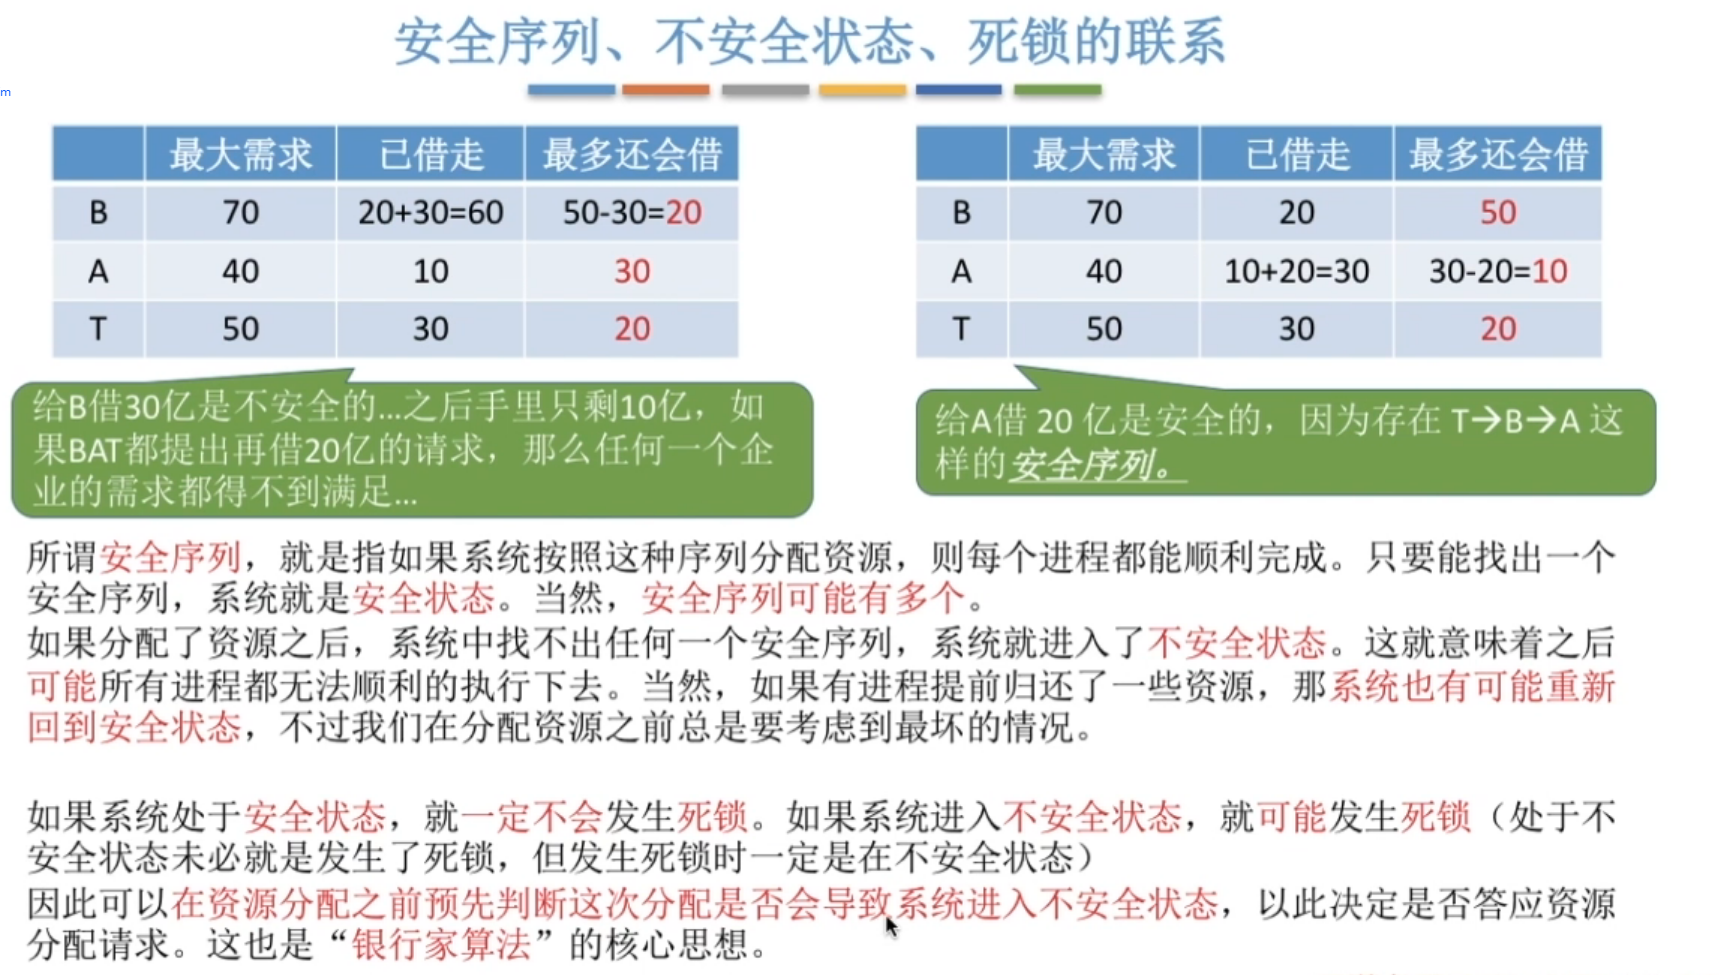 安全序列、不安全状态、死锁的联系
m
最大需求 已借走 最多还会借
B 70 20+30=60 50-30=20
A 40 10 30
T 50 30 20
最大需求 已借走 最多还会借
B 70 20 50
A 40 10+20=30 30-20=10
T 50 30 20
给B借30亿是不安全的...之后手里只剩10亿，如
果BAT都提出再借20亿的请求，那么任何一个企
业的需求都得不到满足...
给A借 20 亿是安全的，因为存在 T→B→A 这
样的安全序列。
所谓安全序列，就是指如果系统按照这种序列分配资源，则每个进程都能顺利完成。只要能找出一个
安全序列，系统就是安全状态。当然，安全序列可能有多个。
如果分配了资源之后，系统中找不出任何一个安全序列，系统就进入了不安全状态。这就意味着之后
可能所有进程都无法顺利的执行下去。当然，如果有进程提前归还了一些资源，那系统也有可能重新
回到安全状态，不过我们在分配资源之前总是要考虑到最坏的情况。
如果系统处于安全状态，就一定不会发生死锁。如果系统进入不安全状态，就可能发生死锁（处于不
安全状态未必就是发生了死锁，但发生死锁时一定是在不安全状态）
因此可以在资源分配之前预先判断这次分配是否会导致系统进入不安全状态，以此决定是否答应资源
分配请求。这也是“银行家算法”的核心思想。